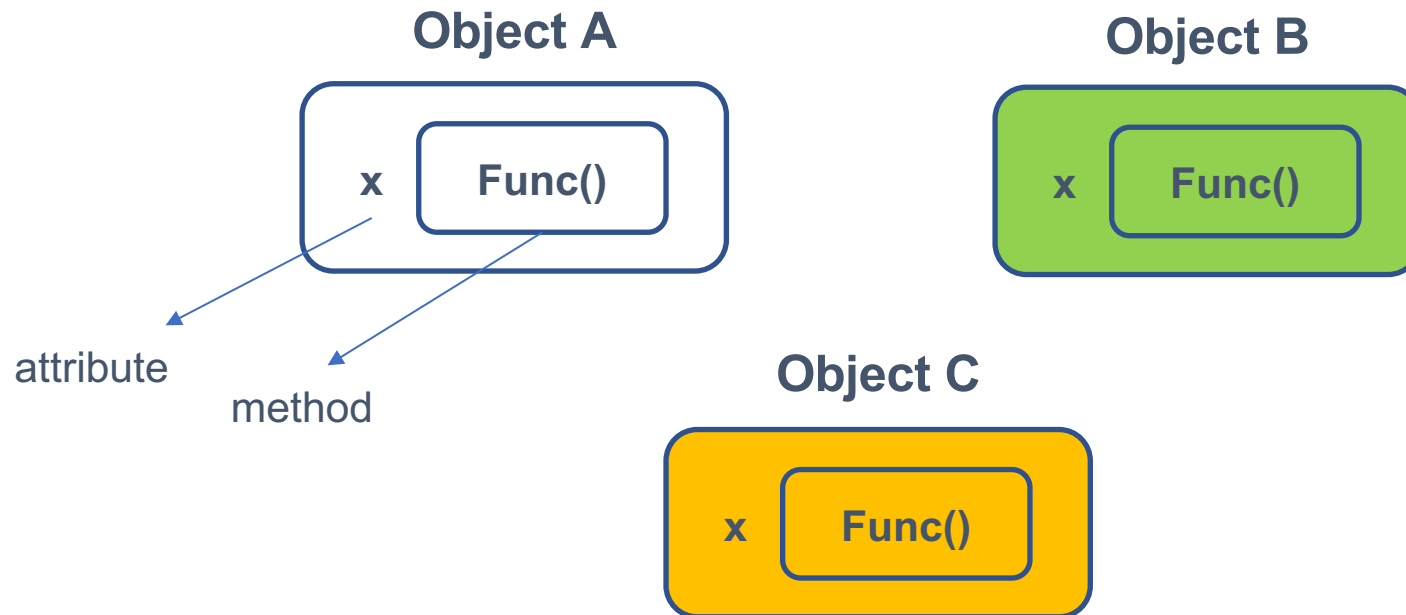 Object A
x
Func()
attribute
method
Object B
x
Func()
Object C
x
Func()